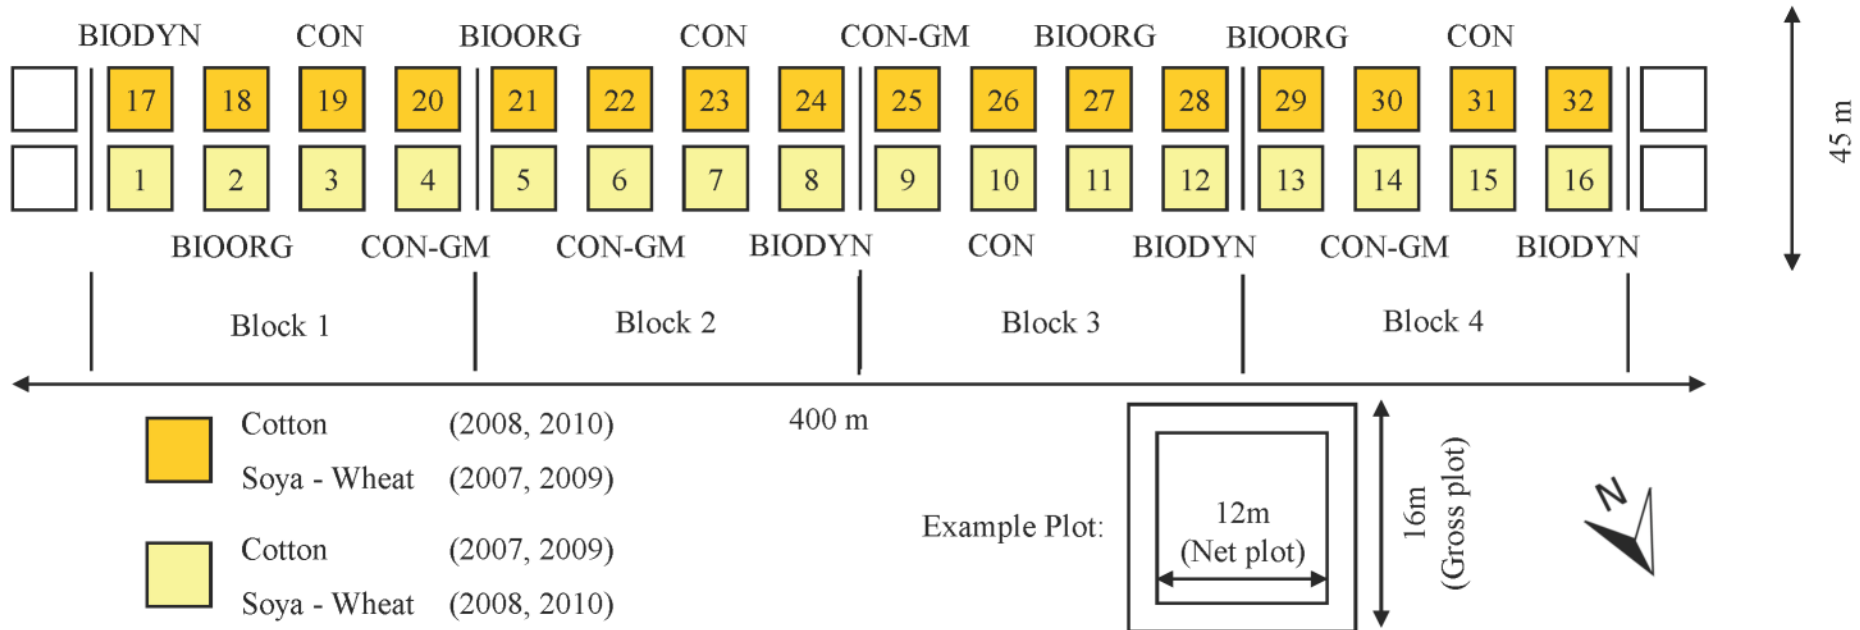 BIODYN CON BIOORG CON CON-GM BIOORG BIOORG CON
17 18 19 20 21 22 23 24 25 26 27 28 29 30 31 32
1 2 3 4 5 6 7 8 9 10 11 12 13 14 15 16
45 m
BIOORG CON-GM CON-GM BIODYN CON BIODYN CON-GM BIODYN
Block 1 Block 2 Block 3 Block 4
400 m
Cotton (2008, 2010)
Soya - Wheat (2007, 2009)
Cotton (2007, 2009)
Soya - Wheat (2008, 2010)
Example Plot:
12m
(Net plot)
16m
(Gross plot)
N